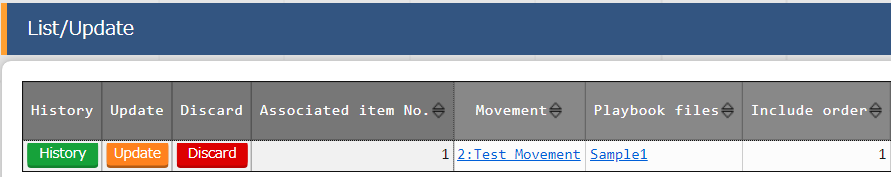 List/Update
History Update Discard Associated item No. Movement Playbook files Include order
History Update Discard 1 2:Test Movement Sample1 1